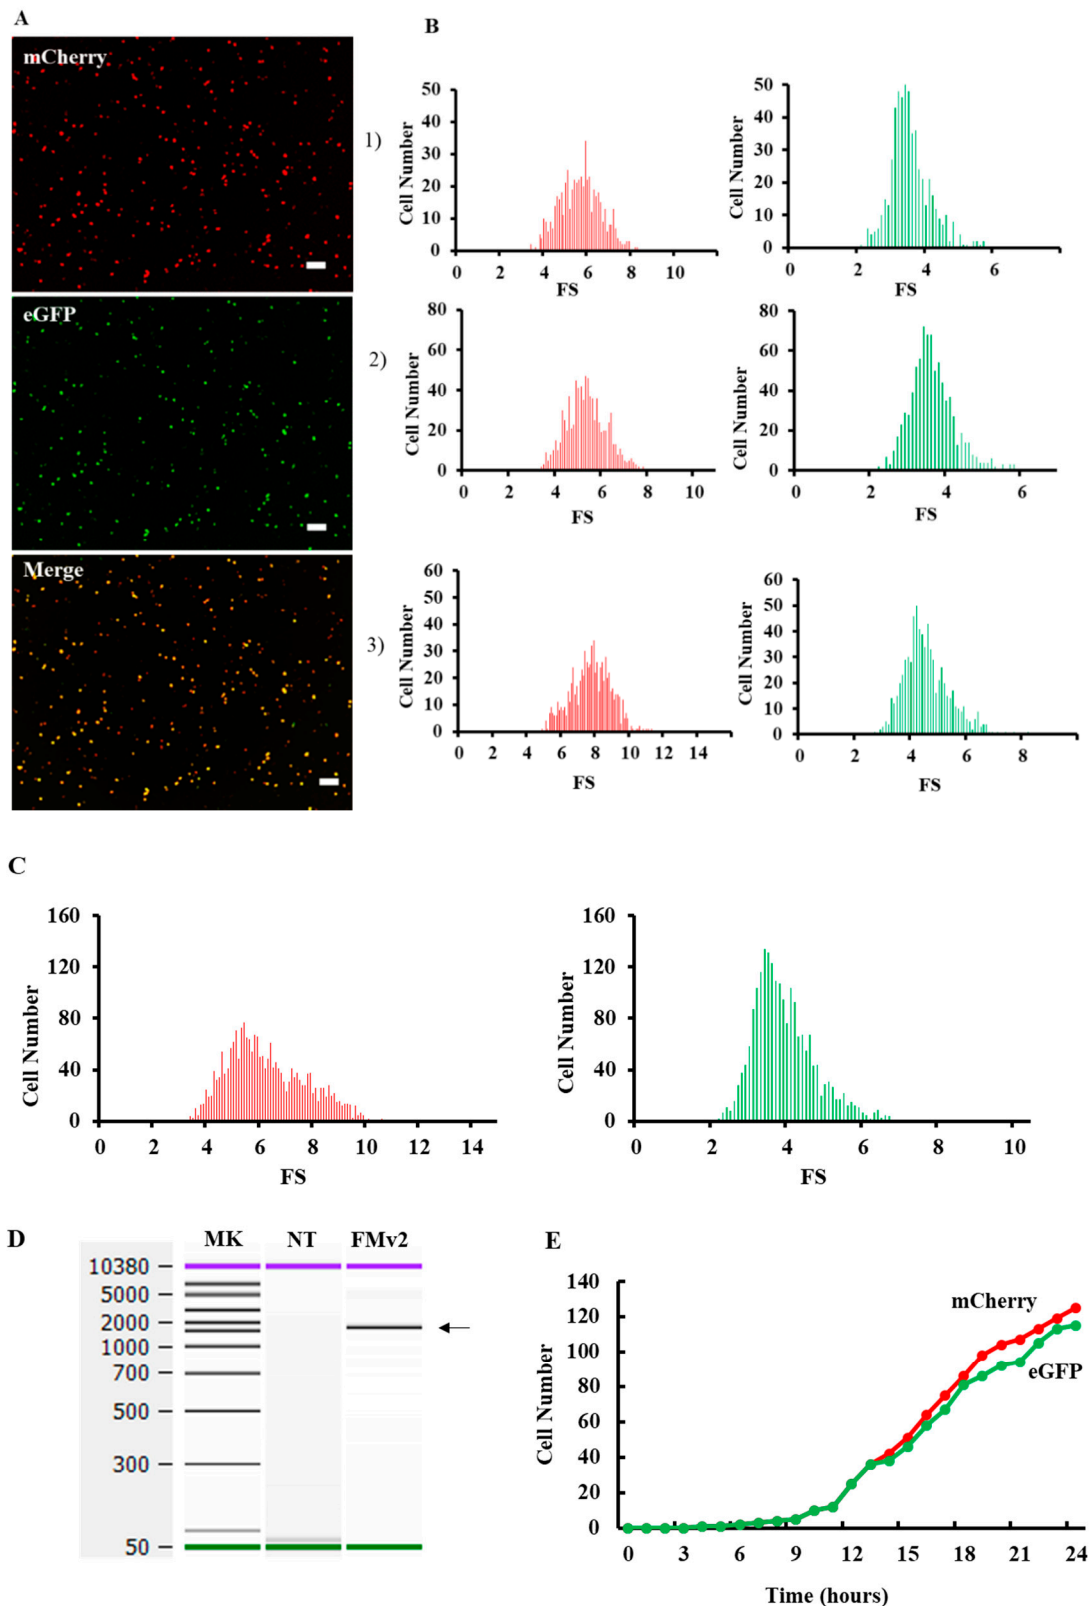 A
B
mCherry
eGFP
Merge
1)
50
40
30
20
10
0
Cell Number
0 2 4 6 8 10
FS
50
40
30
20
10
0
Cell Number
0 2 4 6
FS
2)
80
60
40
20
0
Cell Number
0 2 4 6 8 10
FS
80
60
40
20
0
Cell Number
0 2 4 6
FS
3)
60
50
40
30
20
10
0
Cell Number
0 2 4 6 8 10 12 14
FS
60
50
40
30
20
10
0
Cell Number
0 2 4 6 8
FS
C
160
120
80
40
0
Cell Number
0 2 4 6 8 10 12 14
FS
160
120
80
40
0
Cell Number
0 2 4 6 8 10
FS
D
MK NT FMv2
10380
5000
2000
1000
700
500
300
50
E
140
120
100
80
60
40
20
0
Cell Number
mCherry
eGFP
0 3 6 9 12 15 18 21 24
Time (hours)